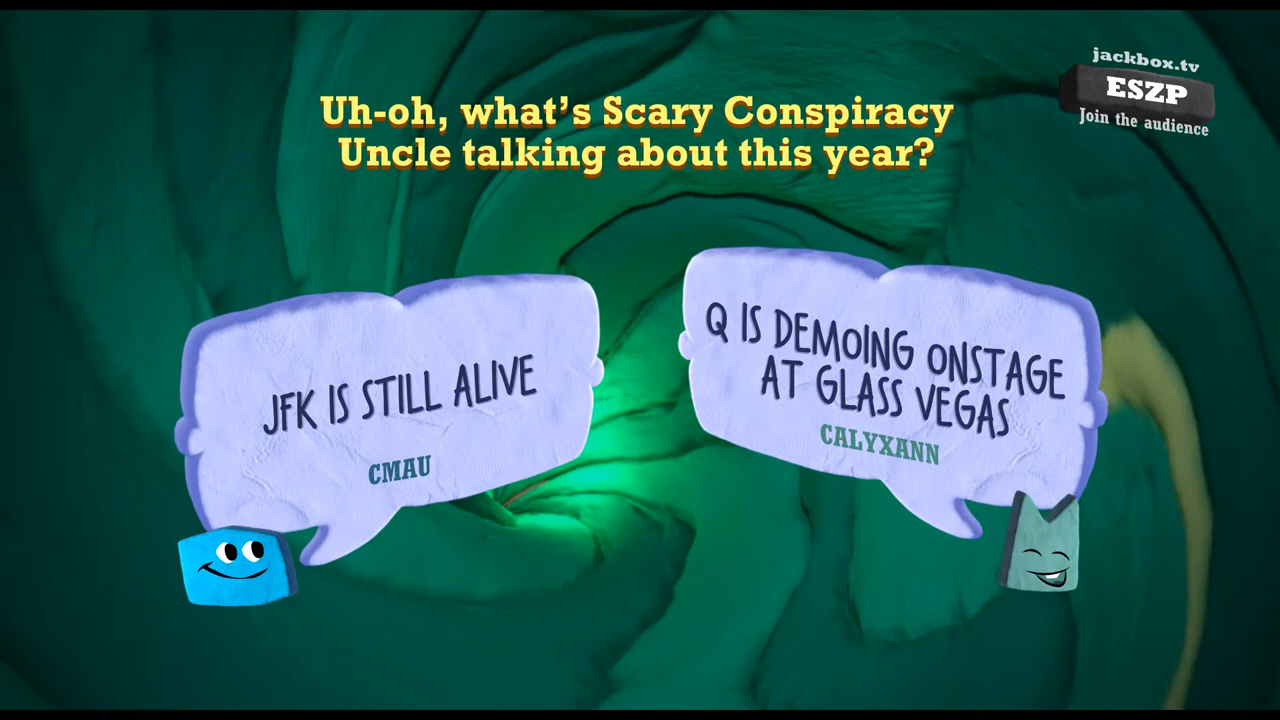 jackbox.tv
ESZP
Join the audience
Uh-oh, what's Scary Conspiracy
Uncle talking about this year?
JFK IS STILL ALIVE
CMAU
Q IS DEMOING ONSTAGE
AT GLASS VEGAS
CALYXANN